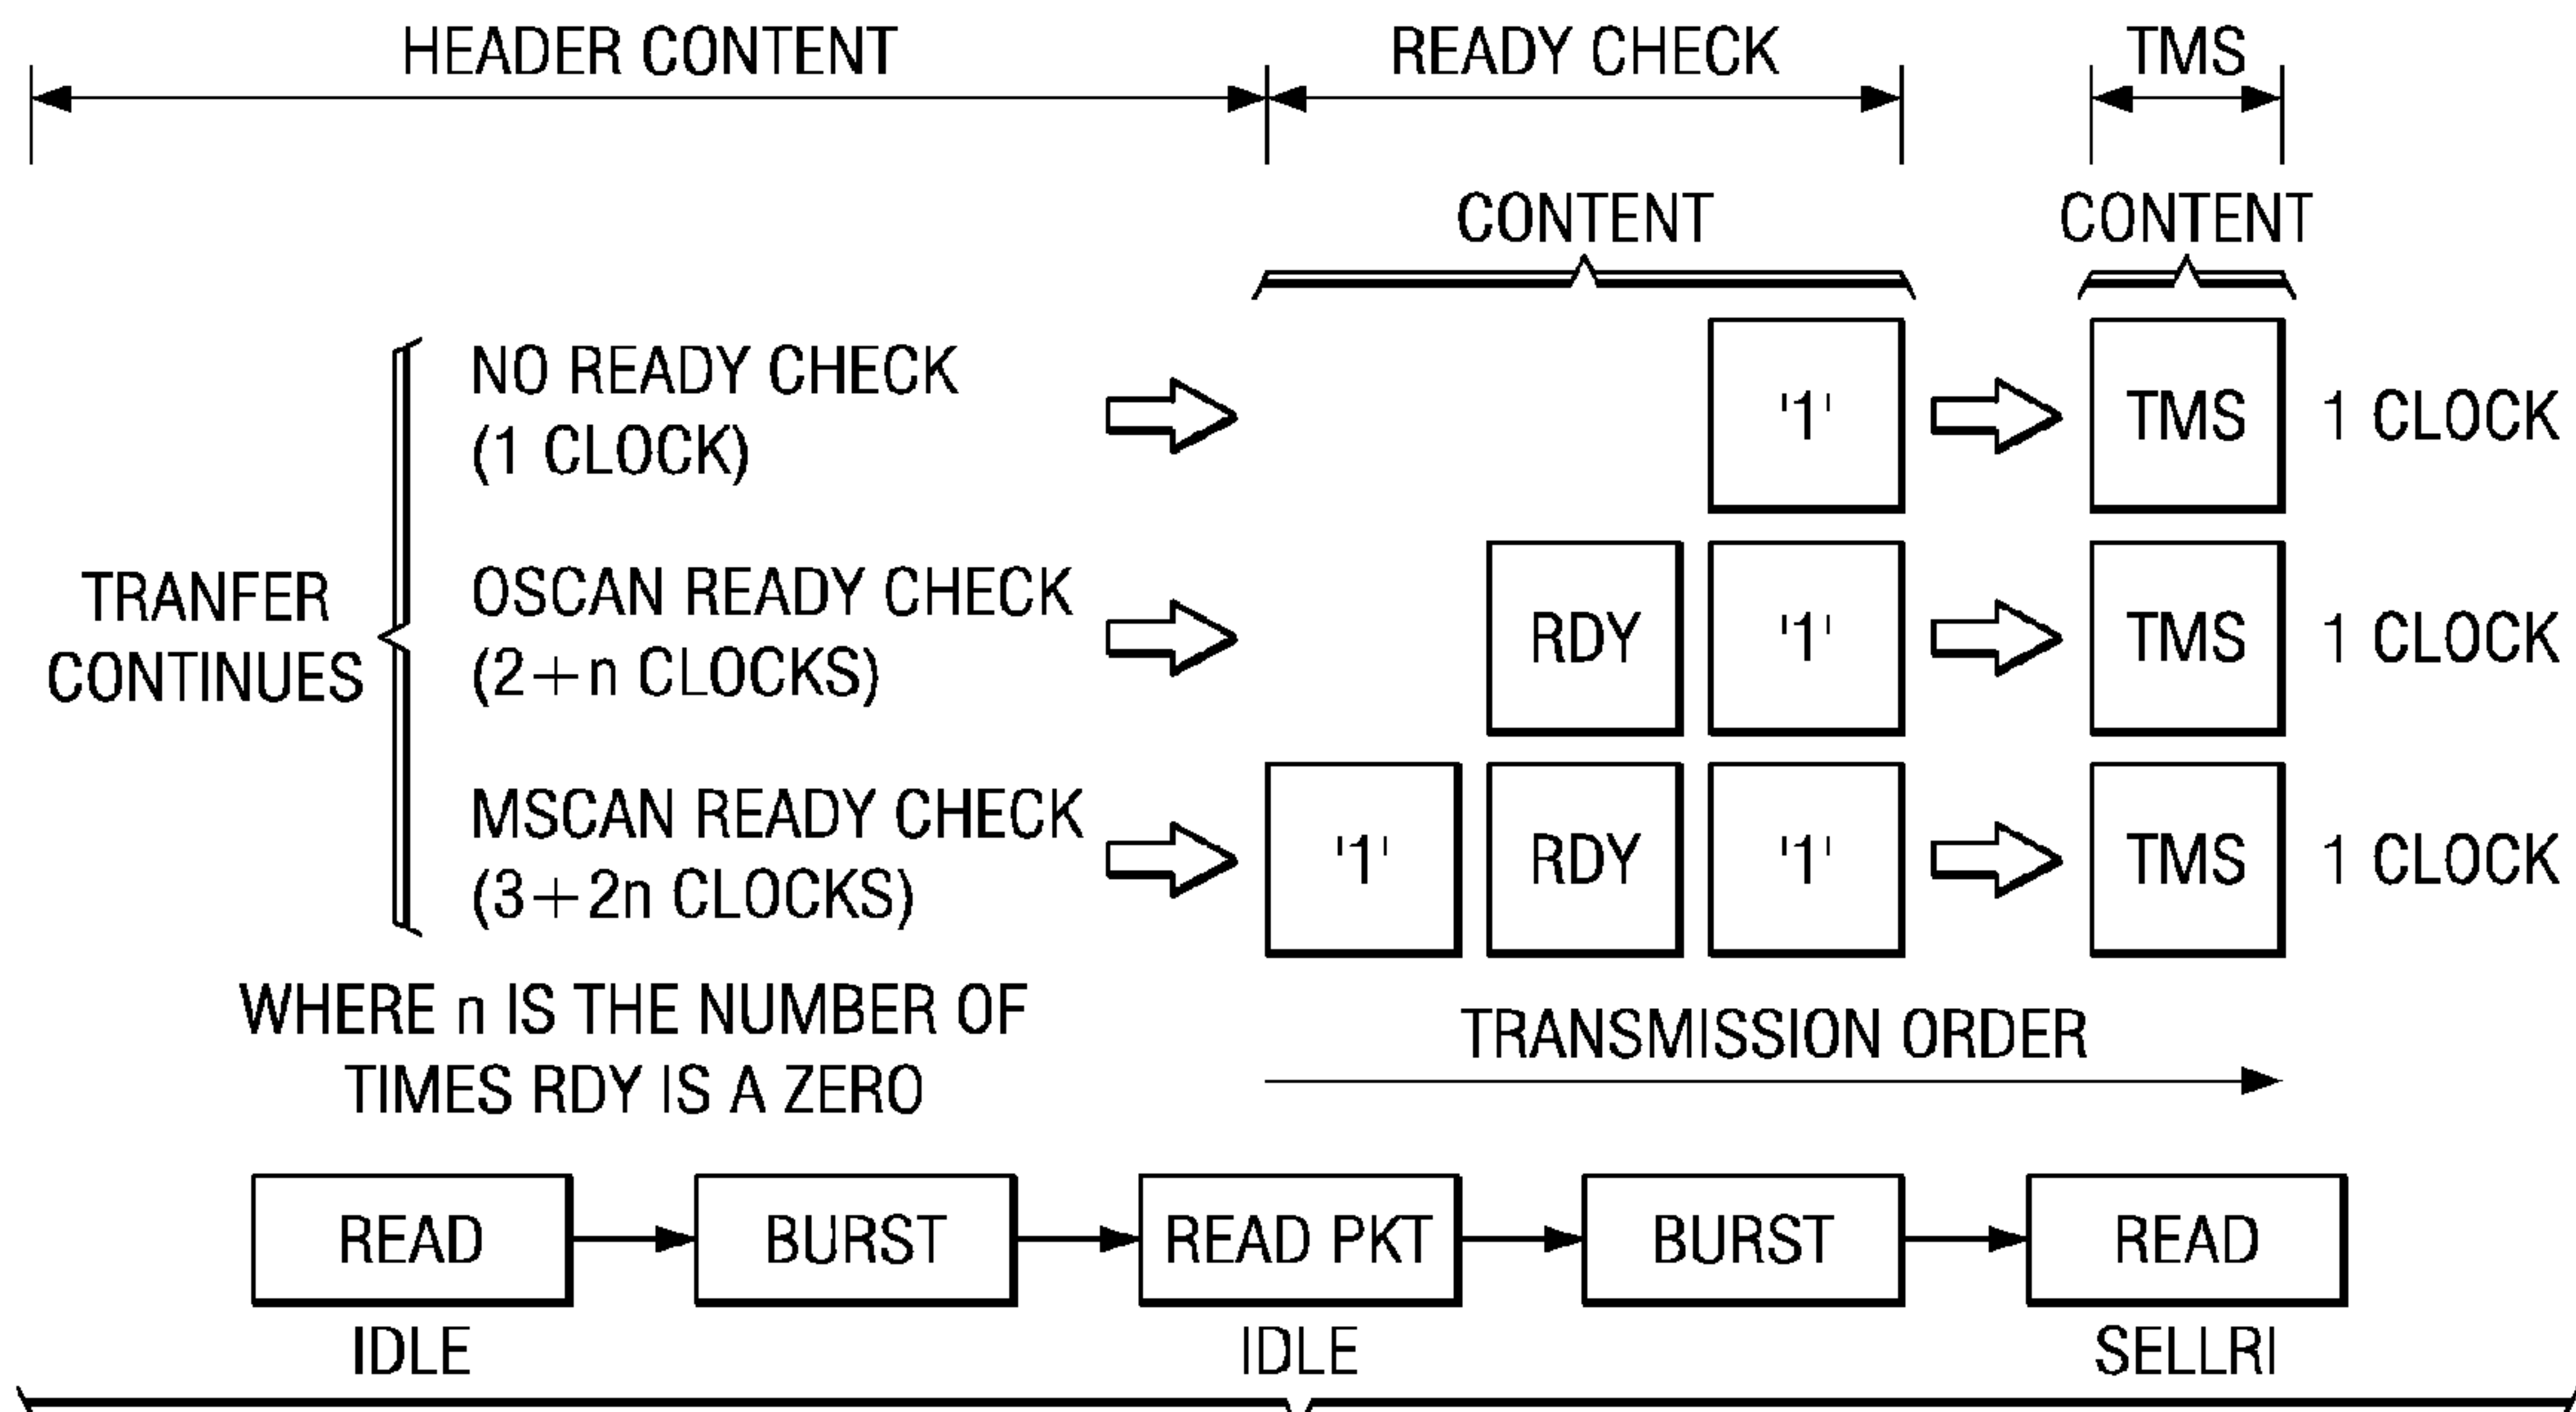 HEADER CONTENT READY CHECK TMS
CONTENT CONTENT
NO READY CHECK
(1 CLOCK)
'1' TMS 1 CLOCK
TRANFER
CONTINUES
OSCAN READY CHECK
(2+n CLOCKS)
RDY '1' TMS 1 CLOCK
MSCAN READY CHECK
(3+2n CLOCKS)
'1' RDY '1' TMS 1 CLOCK
WHERE n IS THE NUMBER OF
TIMES RDY IS A ZERO
TRANSMISSION ORDER
READ BURST READ PKT BURST READ
IDLE IDLE SELLRI